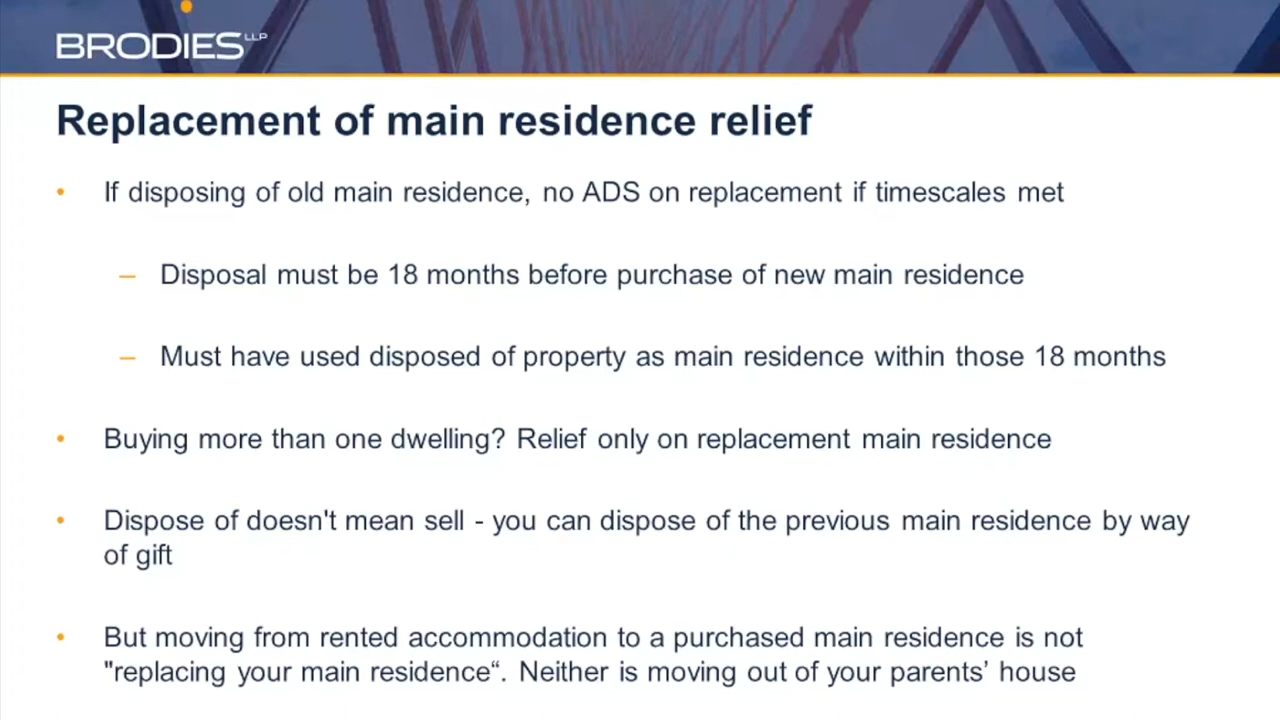 BRODIES LLP
Replacement of main residence relief
• If disposing of old main residence, no ADS on replacement if timescales met
– Disposal must be 18 months before purchase of new main residence
– Must have used disposed of property as main residence within those 18 months
• Buying more than one dwelling? Relief only on replacement main residence
• Dispose of doesn't mean sell - you can dispose of the previous main residence by way
of gift
• But moving from rented accommodation to a purchased main residence is not
"replacing your main residence“. Neither is moving out of your parents’ house